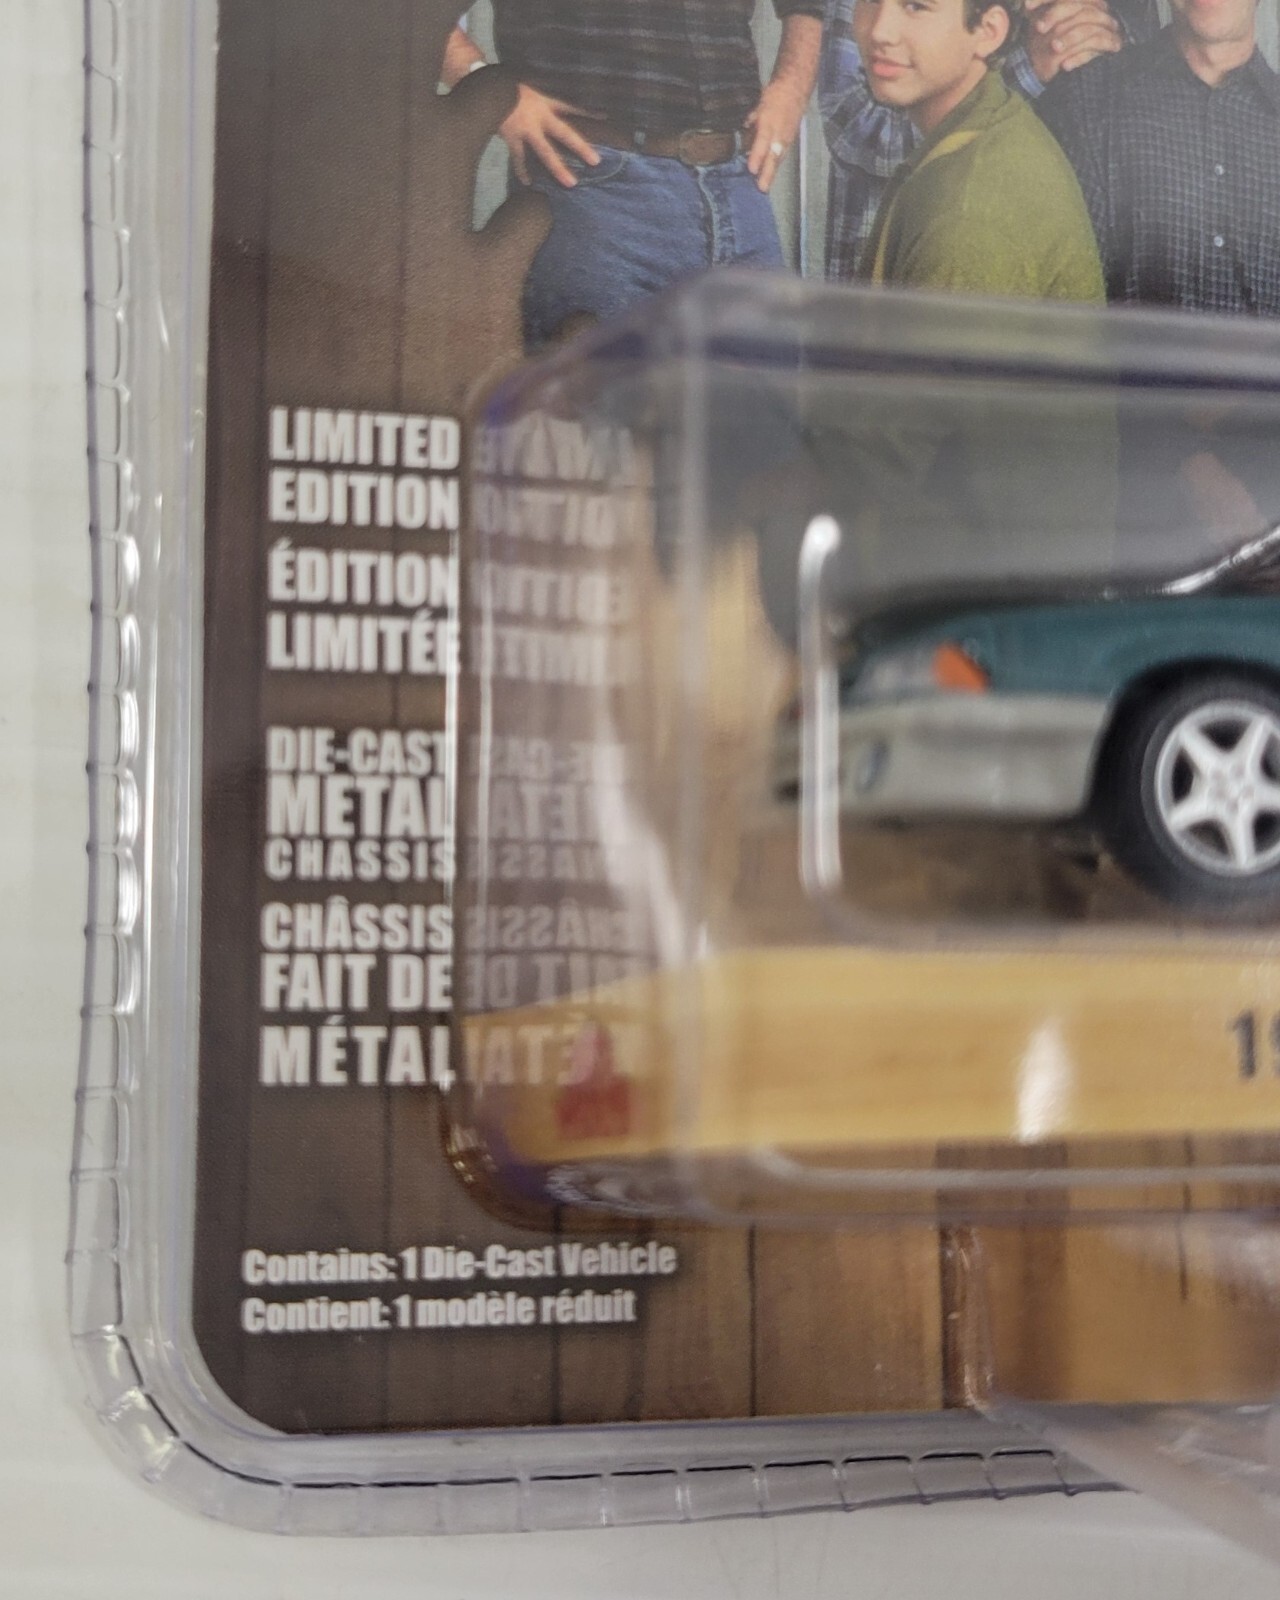 LIMITED
EDITION
ÉDITION
LIMITÉE
DIE-CAST
METAL
CHASSIS
CHÂSSIS
FAIT DE
MÉTAL
Contains: 1 Die-Cast Vehicle
Contient: 1 modèle réduit